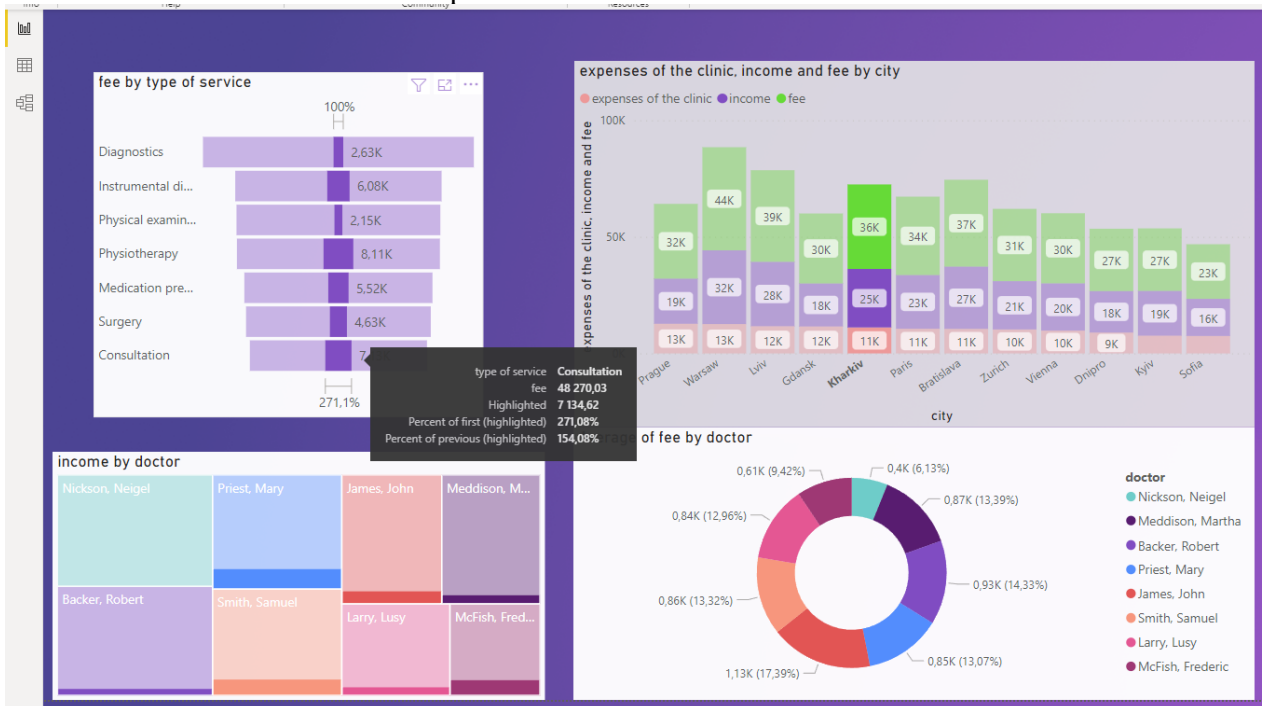 Help
Community
Resources
fee by type of service
100%
Diagnostics
2,63K
Instrumental di...
6,08K
Physical examin...
2,15K
Physiotherapy
8,11K
Medication pre...
5,52K
Surgery
4,63K
Consultation
271,1%
type of service Consultation
fee 48 270,03
Highlighted 7 134,62
Percent of first (highlighted) 271,08%
Percent of previous (highlighted) 154,08%
expenses of the clinic, income and fee by city
expenses of the clinic income fee
expenses of the clinic, income and fee
100K
50K
32K 44K 39K 30K 36K 34K 37K 31K 30K 27K 27K 23K
19K 32K 28K 18K 25K 23K 27K 21K 20K 18K 19K 16K
13K 13K 12K 12K 11K 11K 11K 10K 10K 9K
Prague Warsaw Lviv Gdansk Kharkiv Paris Bratislava Zurich Vienna Dnipro Kyiv Sofia
city
income by doctor
Nickson, Neigel
Priest, Mary
James, John
Meddison, M...
Backer, Robert
Smith, Samuel
Larry, Lusy
McFish, Fred...
of fee by doctor
0,61K (9,42%)
0,4K (6,13%)
0,84K (12,96%)
0,87K (13,39%)
0,86K (13,32%)
0,93K (14,33%)
1,13K (17,39%)
0,85K (13,07%)
doctor
Nickson, Neigel
Meddison, Martha
Backer, Robert
Priest, Mary
James, John
Smith, Samuel
Larry, Lusy
McFish, Frederic